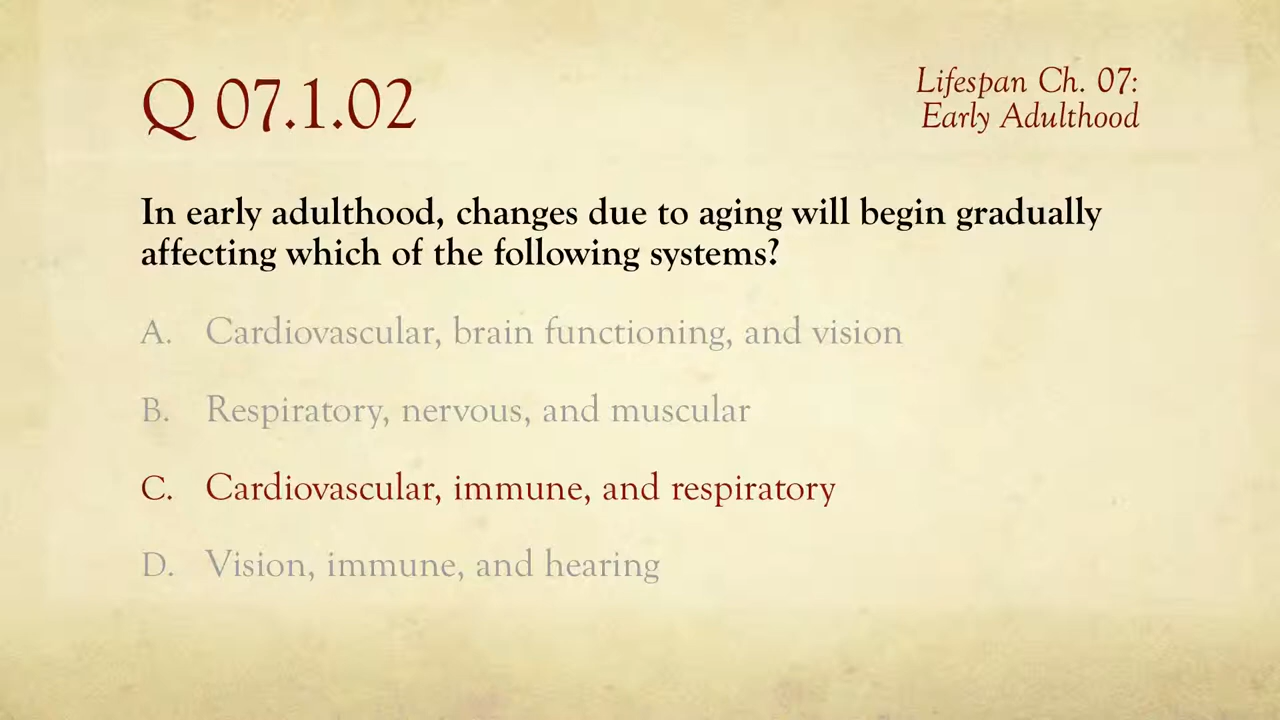 Q 07.1.02
Lifespan Ch. 07:
Early Adulthood
In early adulthood, changes due to aging will begin gradually
affecting which of the following systems?
A. Cardiovascular, brain functioning, and vision
B. Respiratory, nervous, and muscular
C. Cardiovascular, immune, and respiratory
D. Vision, immune, and hearing